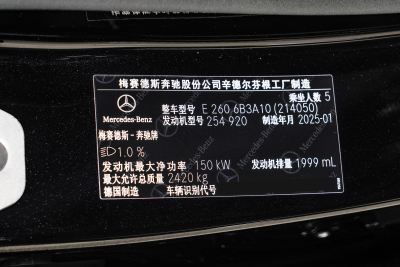 梅赛德斯奔驰股份公司辛德尔芬根工厂制造
乘坐人数 5
整车型号: E 260 6B3A10 (214050)
Mercedes-Benz
发动机型号 254 920 制造年月 2025-01
梅赛德斯-奔驰牌
1.0 %
发动机最大净功率 150 kW 发动机排量 1999 mL
最大允许总质量 2420 kg
德国制造 车辆识别代号